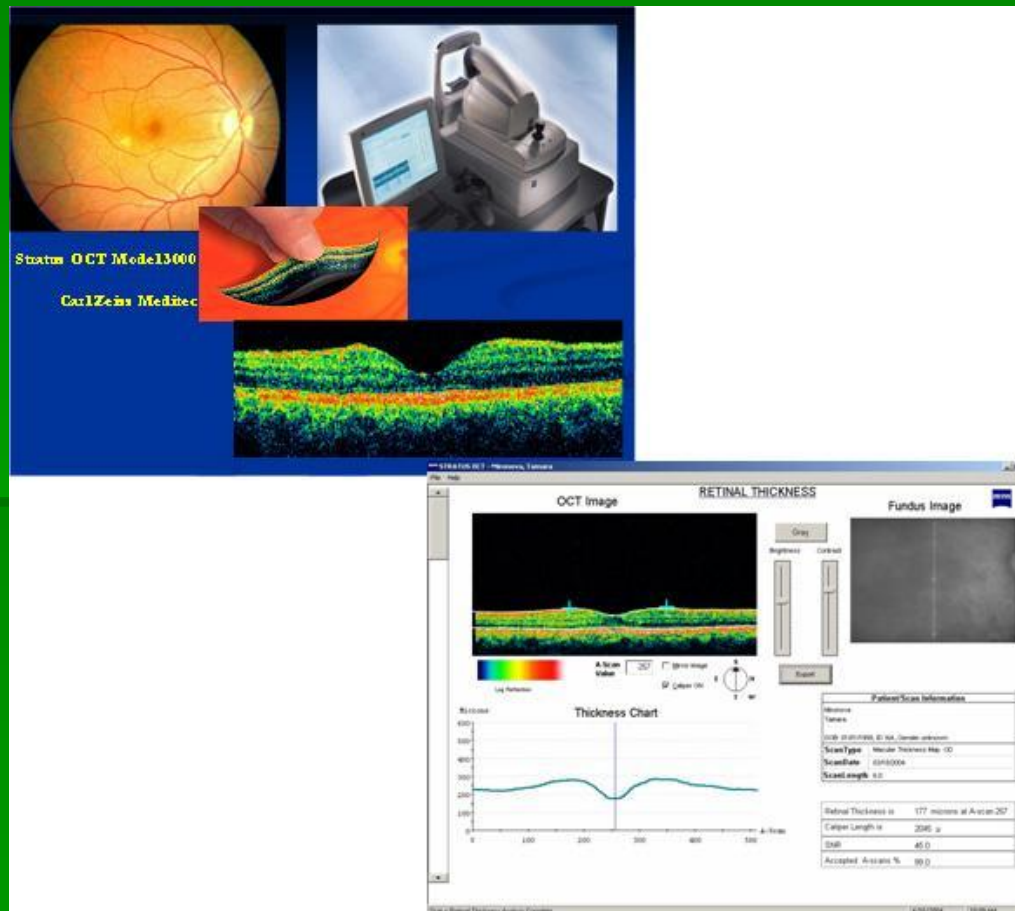 Stratus OCT Model3000
CarlZeiss Meditec
STRATUS OCT - Mironova, Tamara
File Help
RETINAL THICKNESS
OCT Image
Fundus Image
Gray
Brightness Contrast
A Scan Value 257
Mirror Image
Caliper ON
Log Reflection
Export
Microns
Thickness Chart
600
500
400
300
200
100
0
0 100 200 300 400 500
A-Scan
Patient/Scan Information
Mironova
Tamara
ScanType Macular Thickness Map OD
ScanDate
ScanLength 6.0
Retinal Thickness is 177 microns at A-scan 257
Caliper Length is 2045 µ
SNR 45.0
Accepted A-scans %